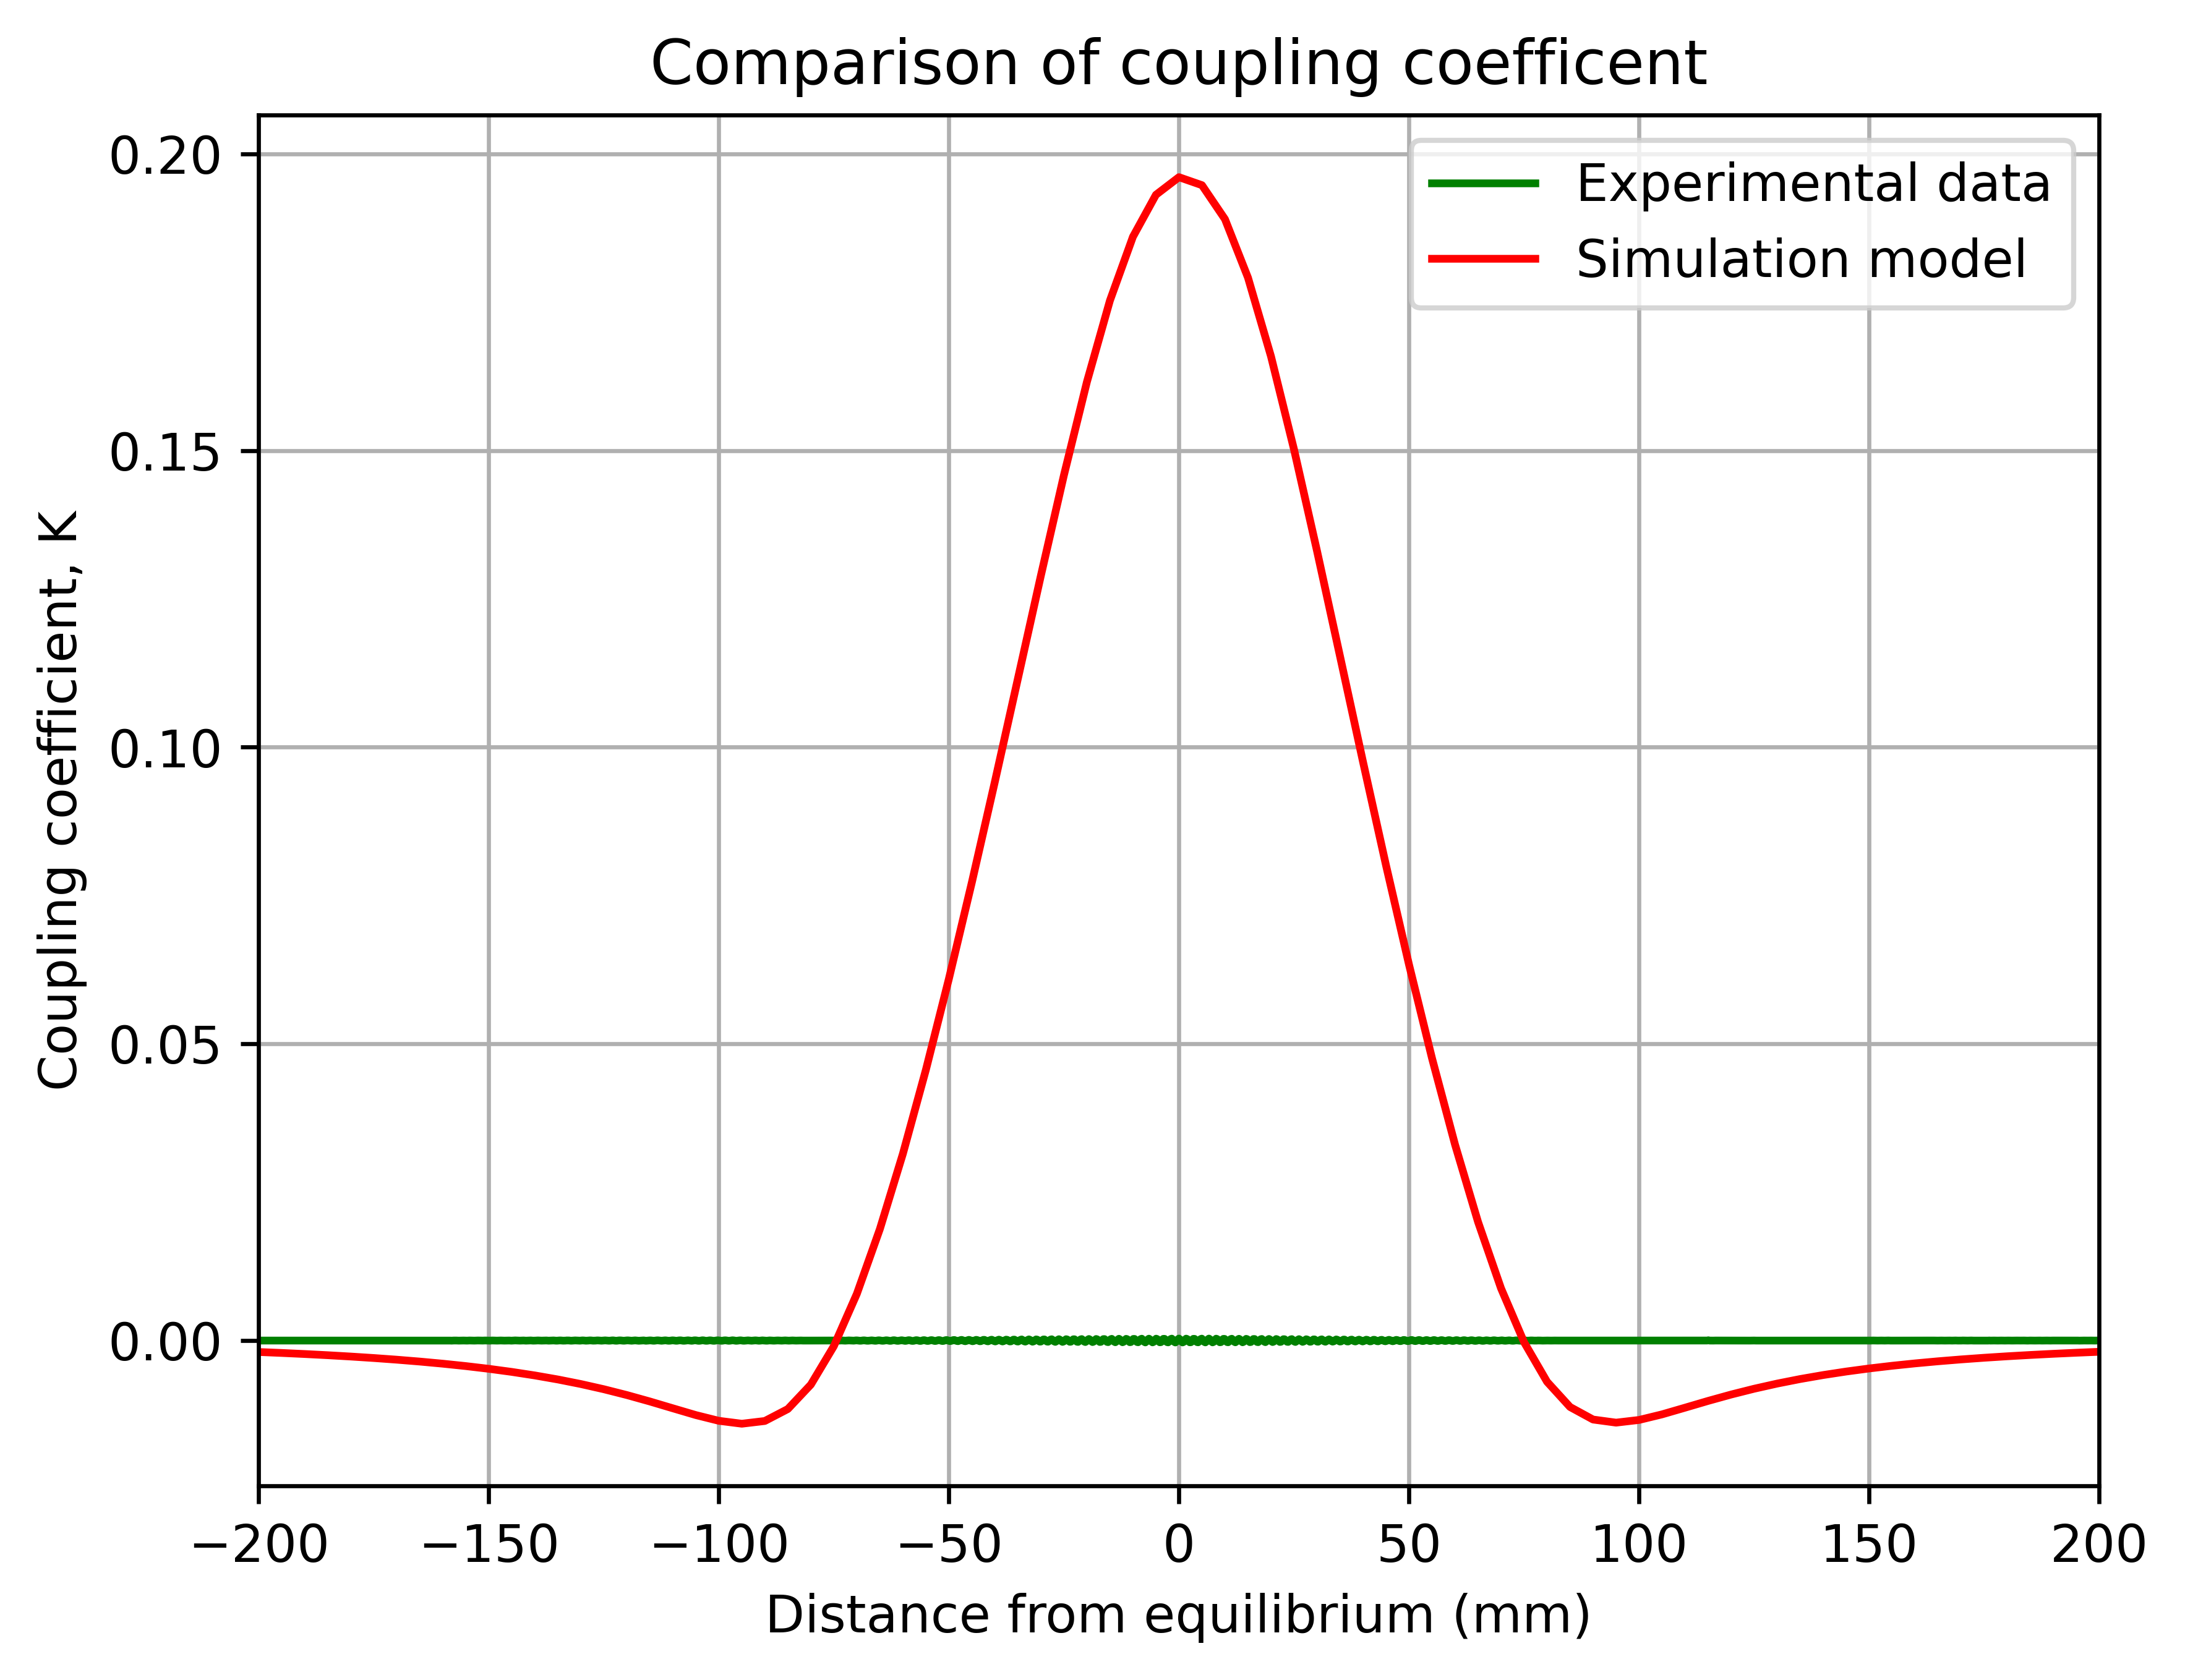 Comparison of coupling coefficent
Experimental data
Simulation model
Coupling coefficient, K
0.20
0.15
0.10
0.05
0.00
−200 −150 −100 −50 0 50 100 150 200
Distance from equilibrium (mm)